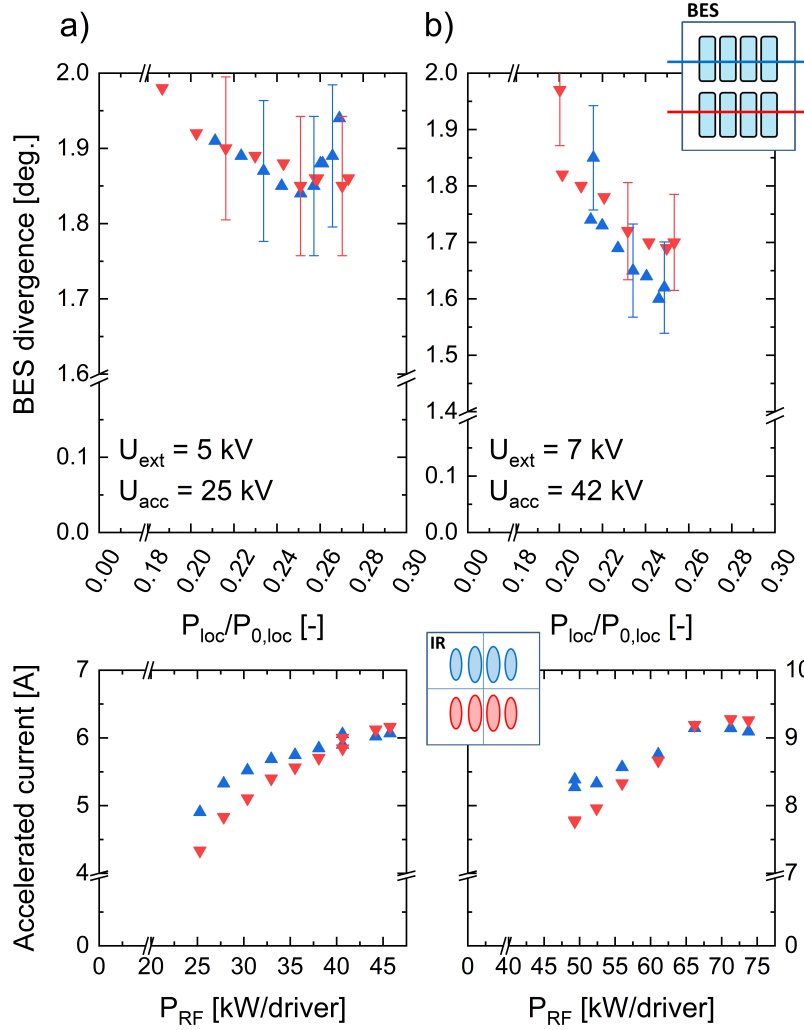 a)
b)
BES
2.0
1.9
1.8
1.7
1.6
0.1
0.0
2.0
1.9
1.8
1.7
1.6
1.5
1.4
0.1
0.0
BES divergence [deg.]
U_ext = 5 kV
U_acc = 25 kV
U_ext = 7 kV
U_acc = 42 kV
0.00 0.18 0.20 0.22 0.24 0.26 0.28 0.30
0.00 0.18 0.20 0.22 0.24 0.26 0.28 0.30
P_loc/P_0,loc [-]
P_loc/P_0,loc [-]
IR
7
6
5
4
0
10
9
8
7
0
Accelerated current [A]
0 20 25 30 35 40 45
0 40 45 50 55 60 65 70 75
P_RF [kW/driver]
P_RF [kW/driver]